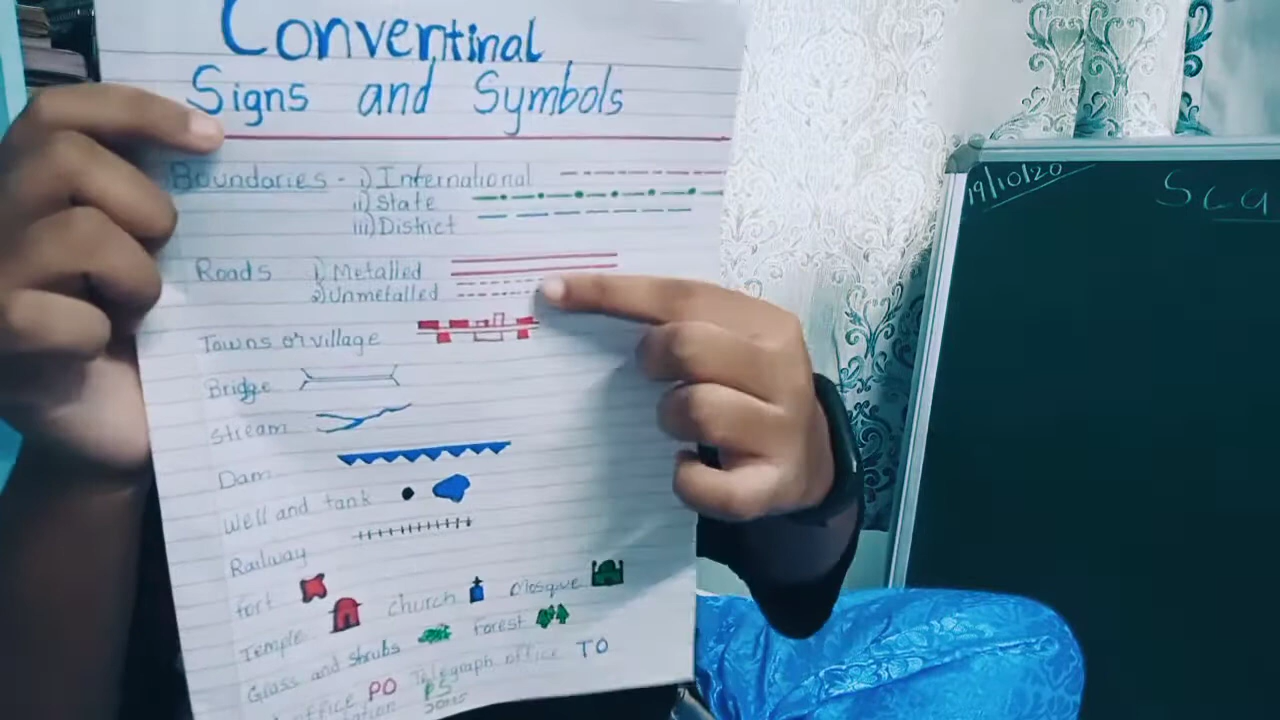 Conventinal
Signs and Symbols
Boundaries - i) International
ii) State
iii) District
Roads 1) Metalled
2) Unmetalled
Towns or village
Bridge
Stream
Dam
Well and tank
Railway
Fort
Temple Church Mosque
Grass and shrubs Forest
office PO Telegraph office TO
PS
19/10/20
Sca